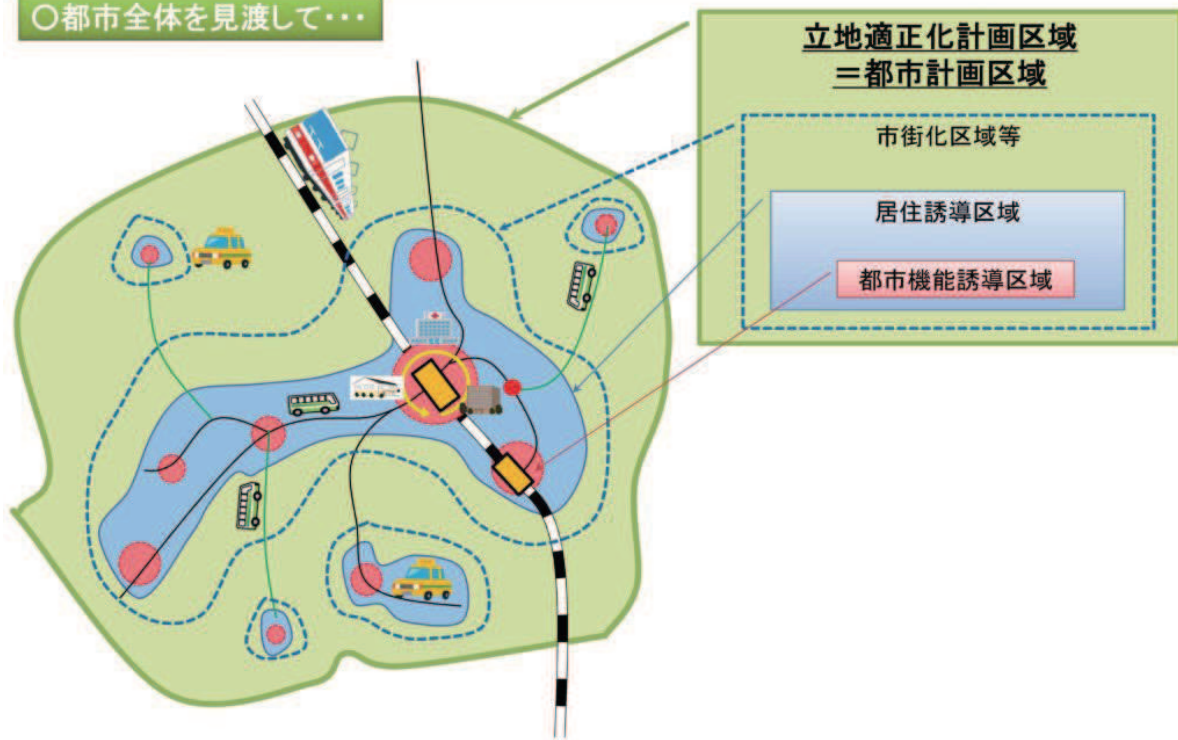 〇都市全体を見渡して・・・
立地適正化計画区域
＝都市計画区域
市街化区域等
居住誘導区域
都市機能誘導区域